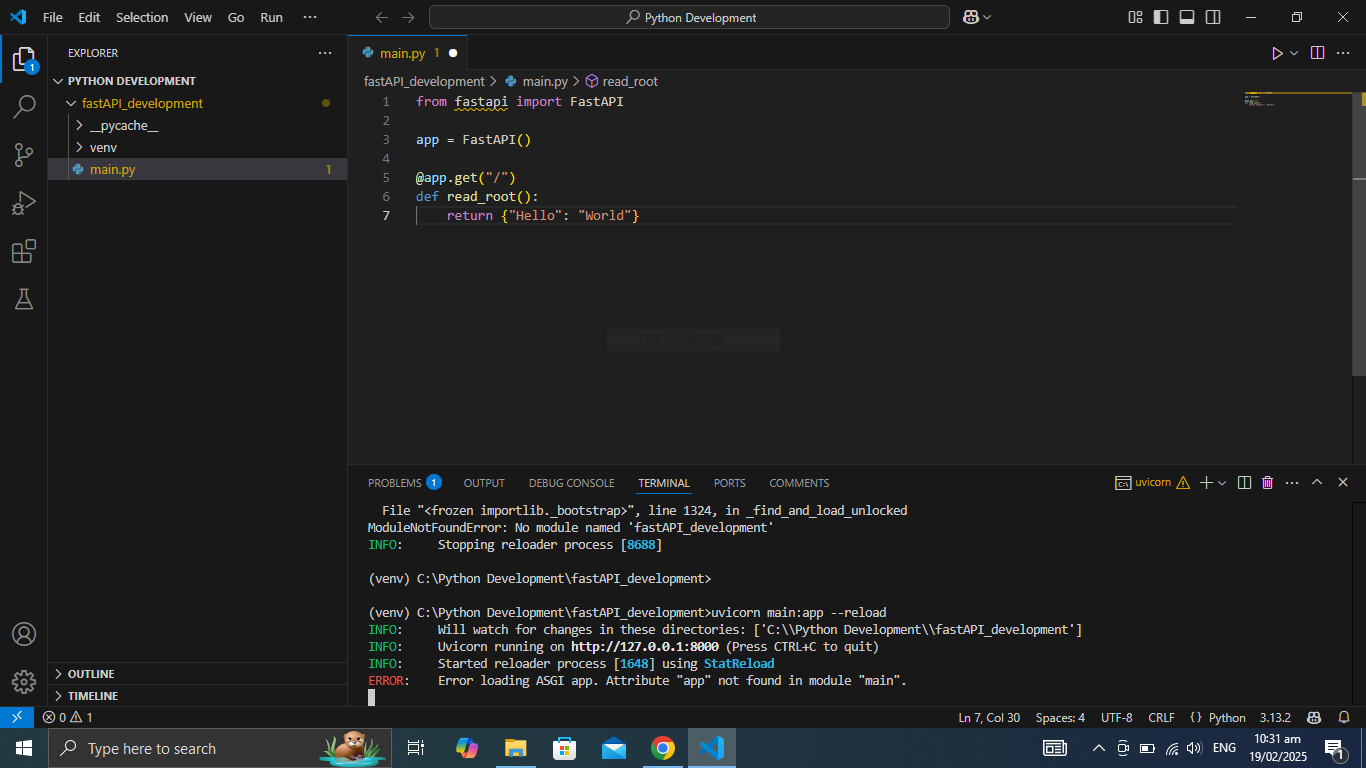 File Edit Selection View Go Run ··· Python Development
EXPLORER ···
PYTHON DEVELOPMENT
fastAPI_development
__pycache__
venv
main.py 1
OUTLINE
TIMELINE
main.py 1
fastAPI_development > main.py > read_root
1 from fastapi import FastAPI
2
3 app = FastAPI()
4
5 @app.get("/")
6 def read_root():
7 return {"Hello": "World"}
Full-screen Snip
PROBLEMS 1 OUTPUT DEBUG CONSOLE TERMINAL PORTS COMMENTS uvicorn
File "<frozen importlib._bootstrap>", line 1324, in _find_and_load_unlocked
ModuleNotFoundError: No module named 'fastAPI_development'
INFO: Stopping reloader process [8688]
(venv) C:\Python Development\fastAPI_development>
(venv) C:\Python Development\fastAPI_development>uvicorn main:app --reload
INFO: Will watch for changes in these directories: ['C:\\Python Development\\fastAPI_development']
INFO: Uvicorn running on http://127.0.0.1:8000 (Press CTRL+C to quit)
INFO: Started reloader process [1648] using StatReload
ERROR: Error loading ASGI app. Attribute "app" not found in module "main".
0 1 Ln 7, Col 30 Spaces: 4 UTF-8 CRLF {} Python 3.13.2
Type here to search ENG 10:31 am
19/02/2025 1